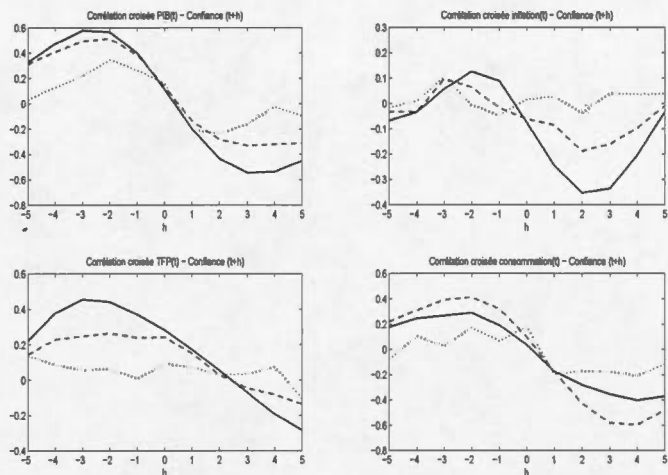 Corrélation croisée PIB(t) – Confiance (t+h)
0.6
0.4
0.2
0
-0.2
-0.4
-0.6
-0.8
-5 -4 -3 -2 -1 0 1 2 3 4 5
h
Corrélation croisée inflation(t) – Confiance (t+h)
0.3
0.2
0.1
0
-0.1
-0.2
-0.3
-0.4
-5 -4 -3 -2 -1 0 1 2 3 4 5
h
Corrélation croisée TFP(t) – Confiance (t+h)
0.6
0.4
0.2
0
-0.2
-0.4
-5 -4 -3 -2 -1 0 1 2 3 4 5
h
Corrélation croisée consommation(t) – Confiance (t+h)
0.6
0.4
0.2
0
-0.2
-0.4
-0.6
-0.8
-5 -4 -3 -2 -1 0 1 2 3 4 5
h